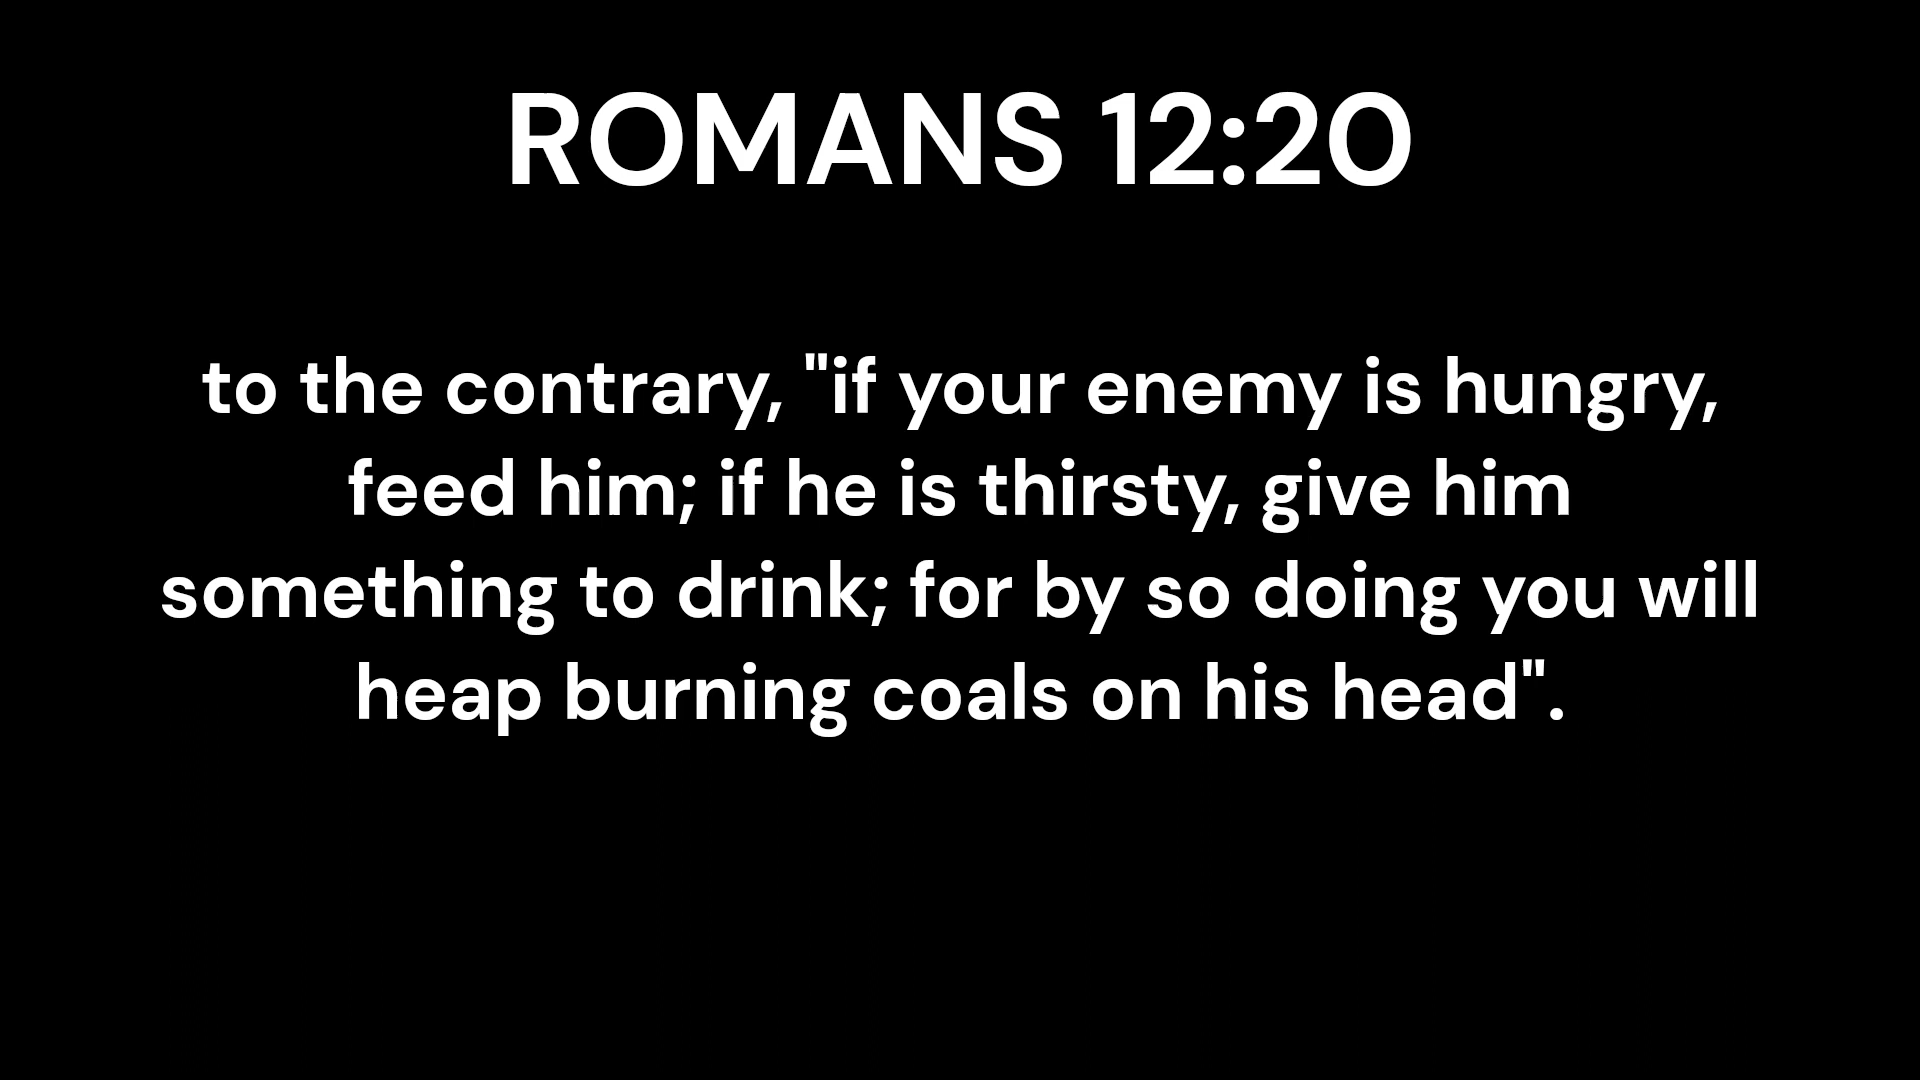 ROMANS 12:20
to the contrary, "if your enemy is hungry,
feed him; if he is thirsty, give him
something to drink; for by so doing you will
heap burning coals on his head".